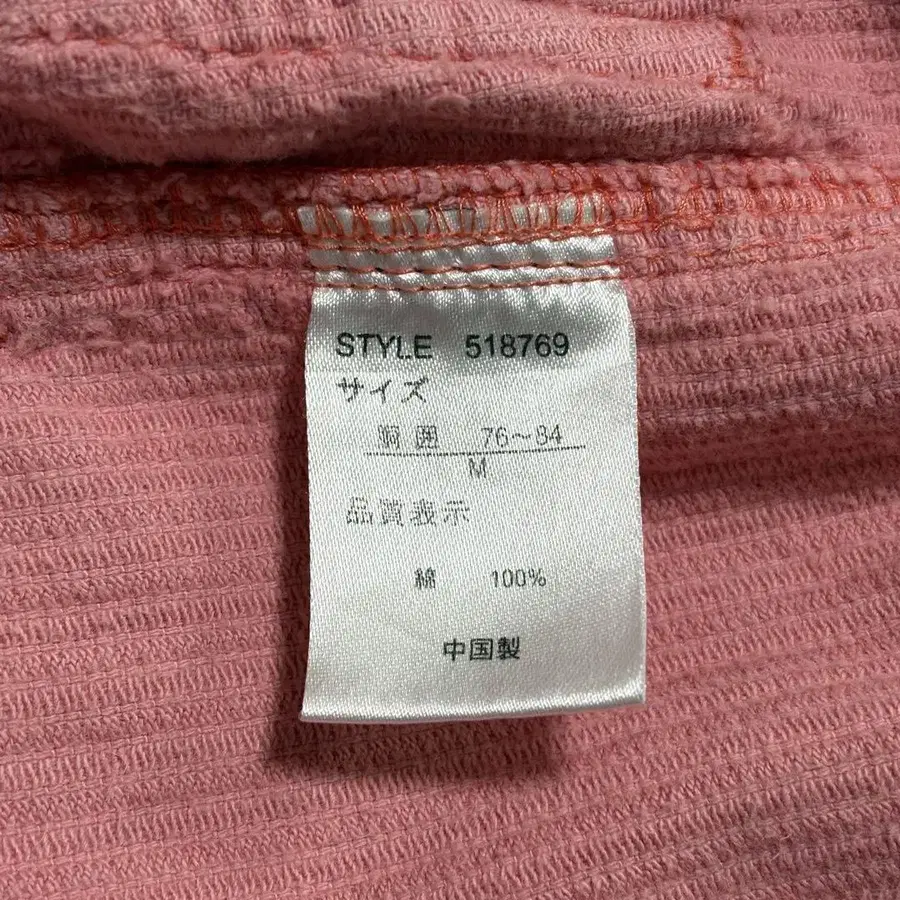 STYLE 518769
サイズ
胸囲 76~84
M
品質表示
綿 100%
中国製